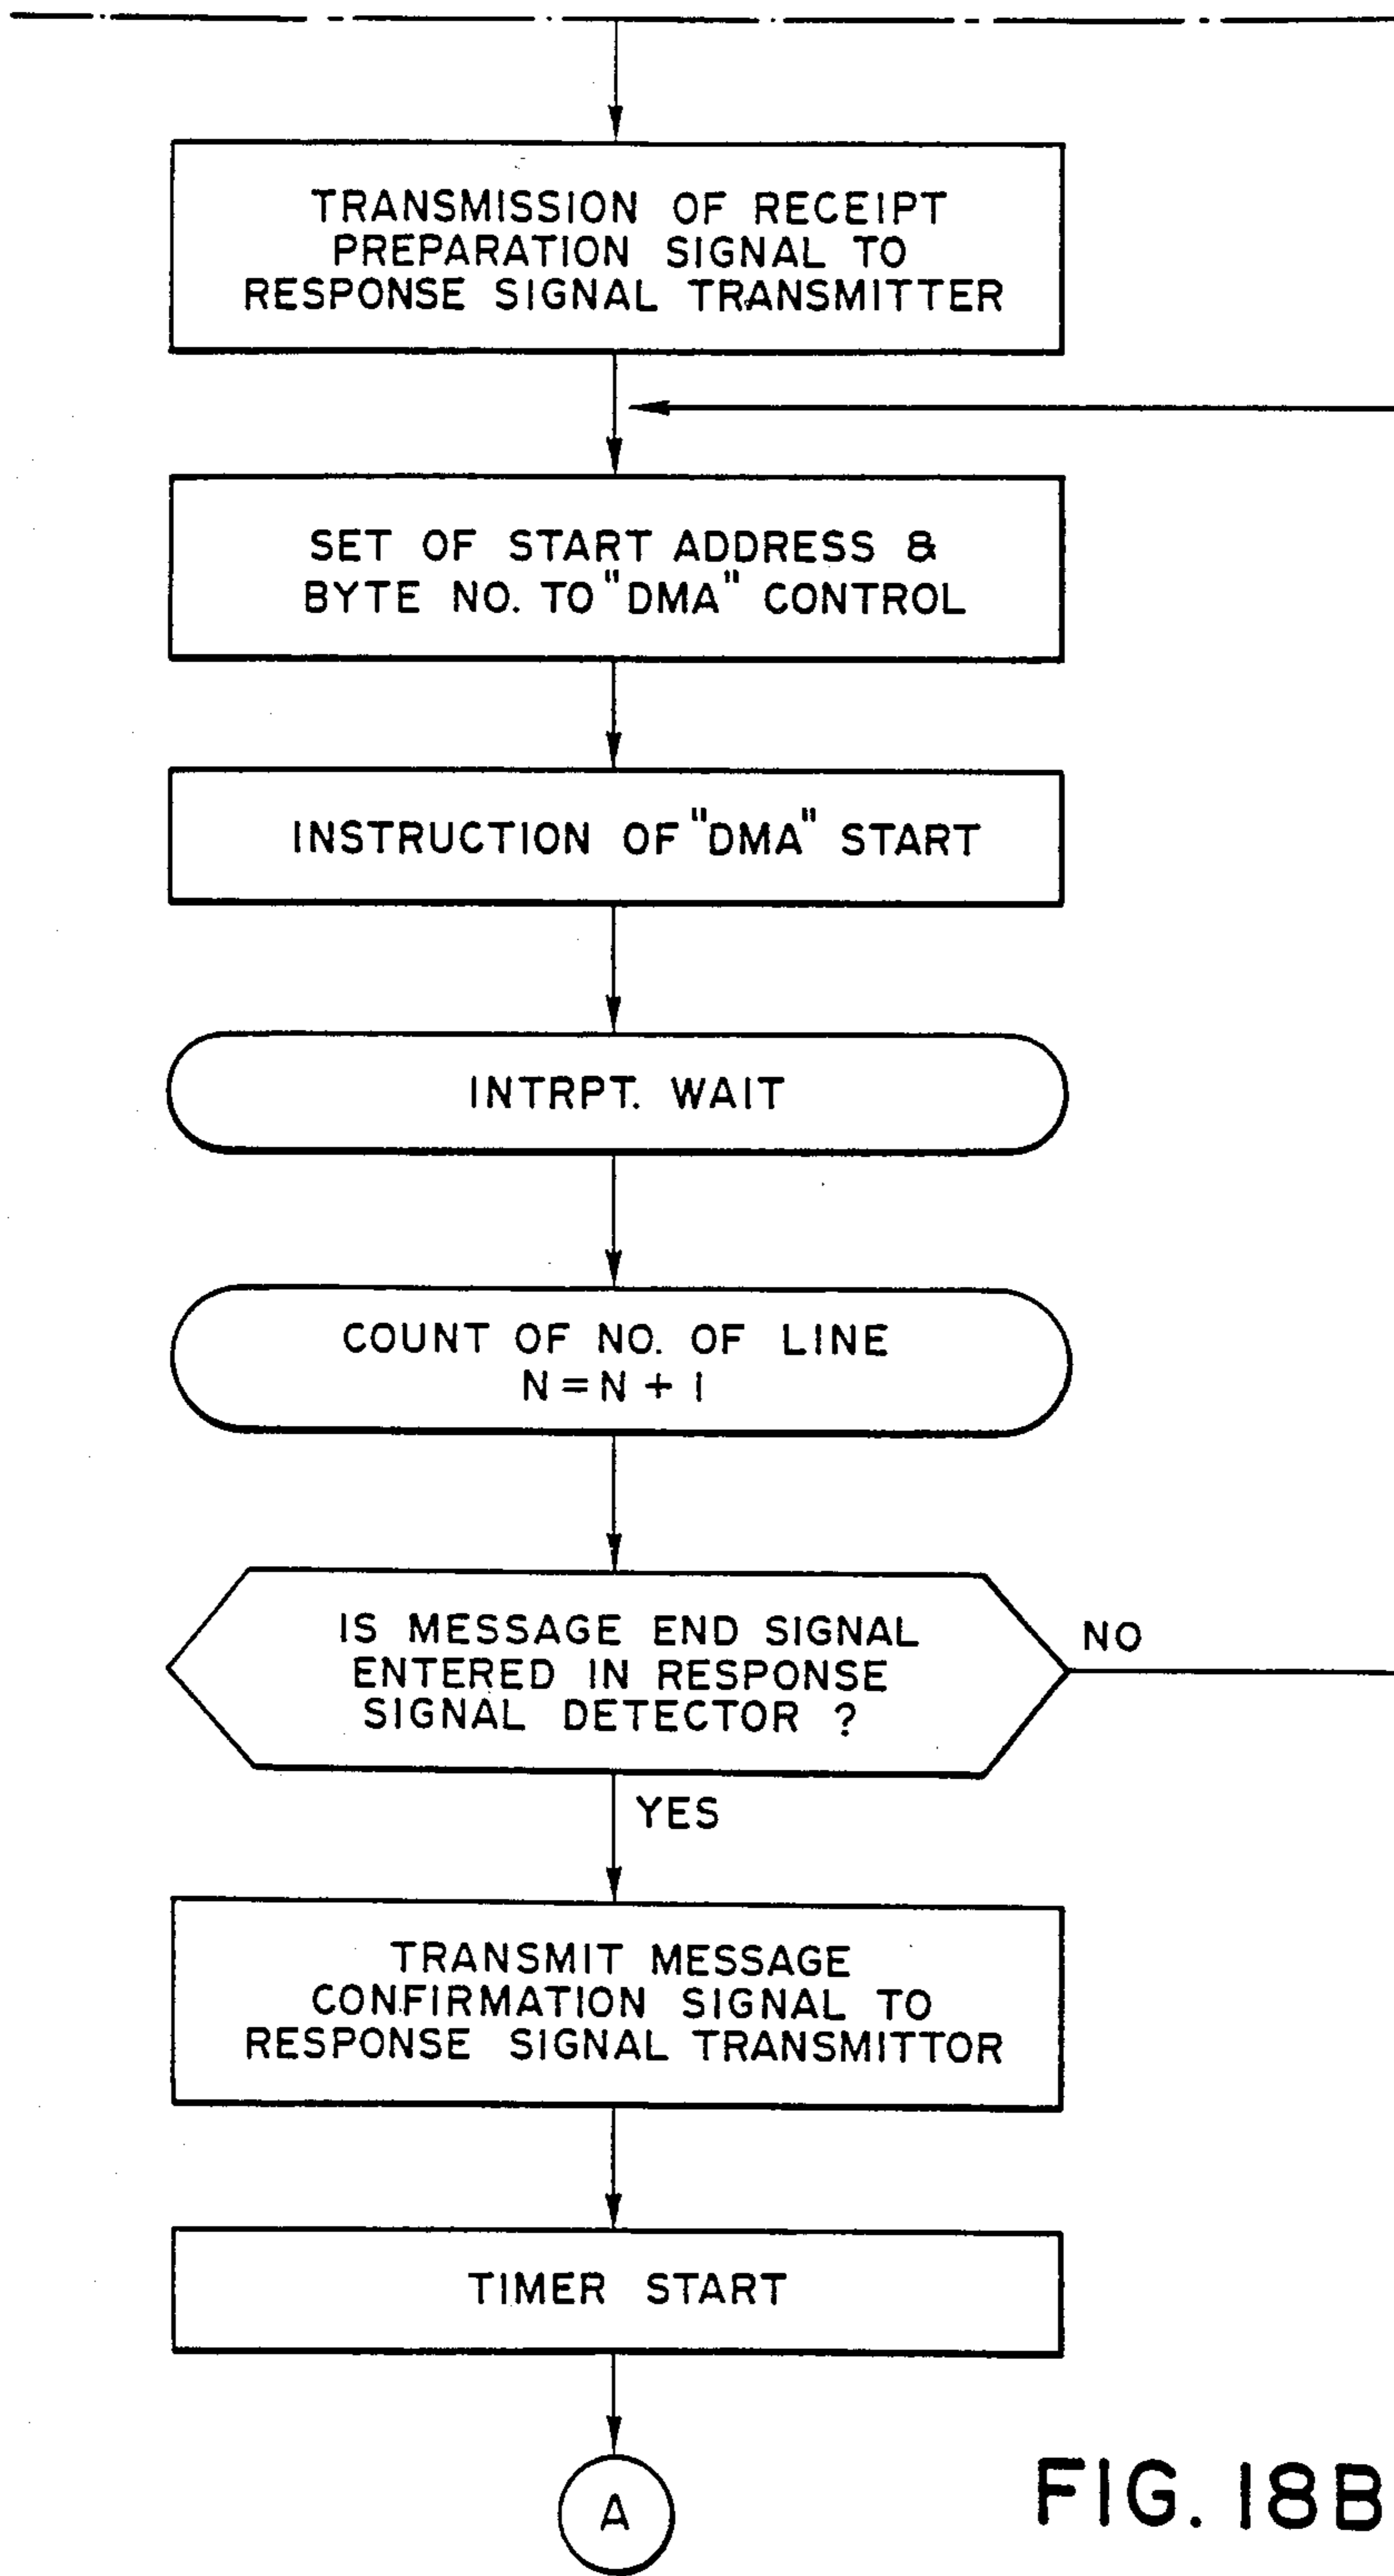 TRANSMISSION OF RECEIPT
PREPARATION SIGNAL TO
RESPONSE SIGNAL TRANSMITTER
SET OF START ADDRESS &
BYTE NO. TO "DMA" CONTROL
INSTRUCTION OF "DMA" START
INTRPT. WAIT
COUNT OF NO. OF LINE
N = N + 1
IS MESSAGE END SIGNAL
ENTERED IN RESPONSE
SIGNAL DETECTOR ?
NO
YES
TRANSMIT MESSAGE
CONFIRMATION SIGNAL TO
RESPONSE SIGNAL TRANSMITTOR
TIMER START
A
FIG. 18B